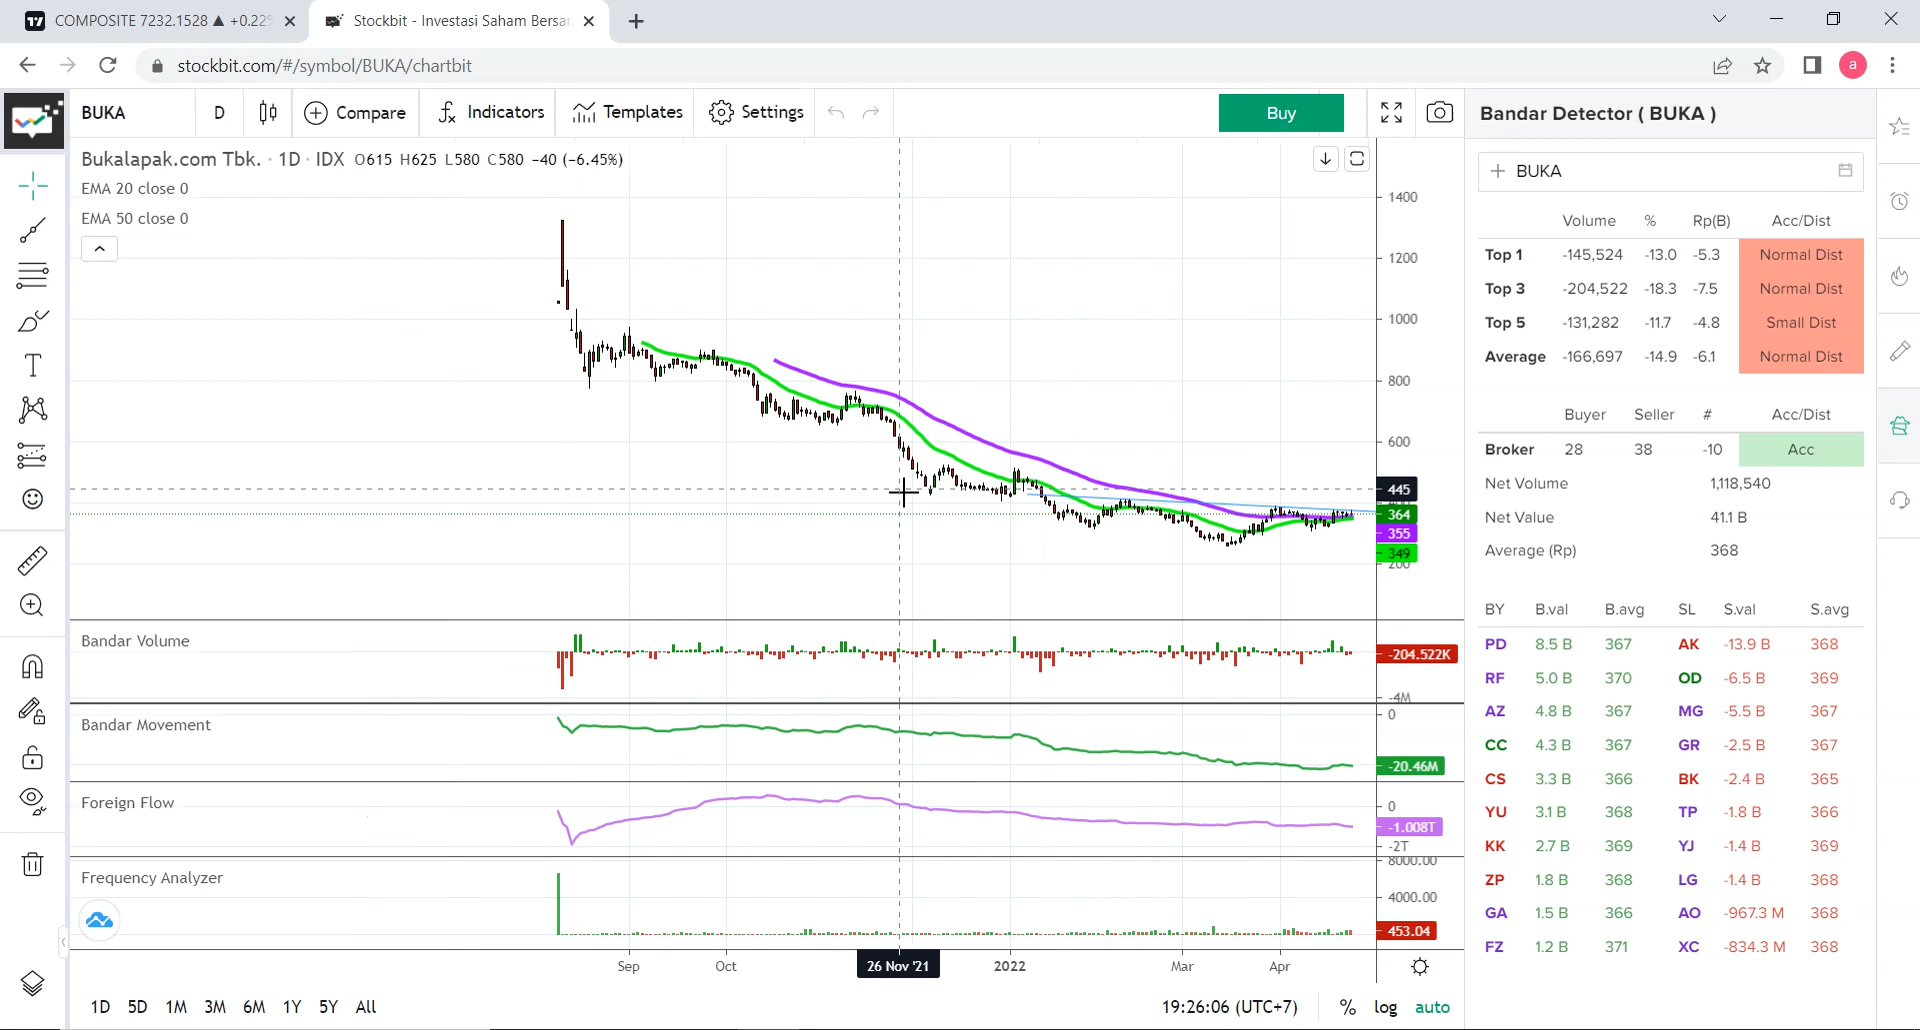 COMPOSITE 7232.1528 ▲ +0.22%
Stockbit - Investasi Saham Bersam
stockbit.com/#/symbol/BUKA/chartbit
a
BUKA D Compare Indicators Templates Settings Buy
Bukalapak.com Tbk. · 1D · IDX O615 H625 L580 C580 -40 (-6.45%)
EMA 20 close 0
EMA 50 close 0
1400
1200
1000
800
600
445
364
355
349
200
Bandar Volume
-204.522K
-4M
Bandar Movement
0
-20.46M
Foreign Flow
0
-1.008T
-2T
Frequency Analyzer
8000.00
4000.00
453.04
Sep Oct 26 Nov '21 2022 Mar Apr
1D 5D 1M 3M 6M 1Y 5Y All 19:26:06 (UTC+7) % log auto
Bandar Detector ( BUKA )
BUKA
Volume % Rp(B) Acc/Dist
Top 1 -145,524 -13.0 -5.3 Normal Dist
Top 3 -204,522 -18.3 -7.5 Normal Dist
Top 5 -131,282 -11.7 -4.8 Small Dist
Average -166,697 -14.9 -6.1 Normal Dist
Buyer Seller # Acc/Dist
Broker 28 38 -10 Acc
Net Volume 1,118,540
Net Value 41.1 B
Average (Rp) 368
BY B.val B.avg SL S.val S.avg
PD 8.5 B 367 AK -13.9 B 368
RF 5.0 B 370 OD -6.5 B 369
AZ 4.8 B 367 MG -5.5 B 367
CC 4.3 B 367 GR -2.5 B 367
CS 3.3 B 366 BK -2.4 B 365
YU 3.1 B 368 TP -1.8 B 366
KK 2.7 B 369 YJ -1.4 B 369
ZP 1.8 B 368 LG -1.4 B 368
GA 1.5 B 366 AO -967.3 M 368
FZ 1.2 B 371 XC -834.3 M 368